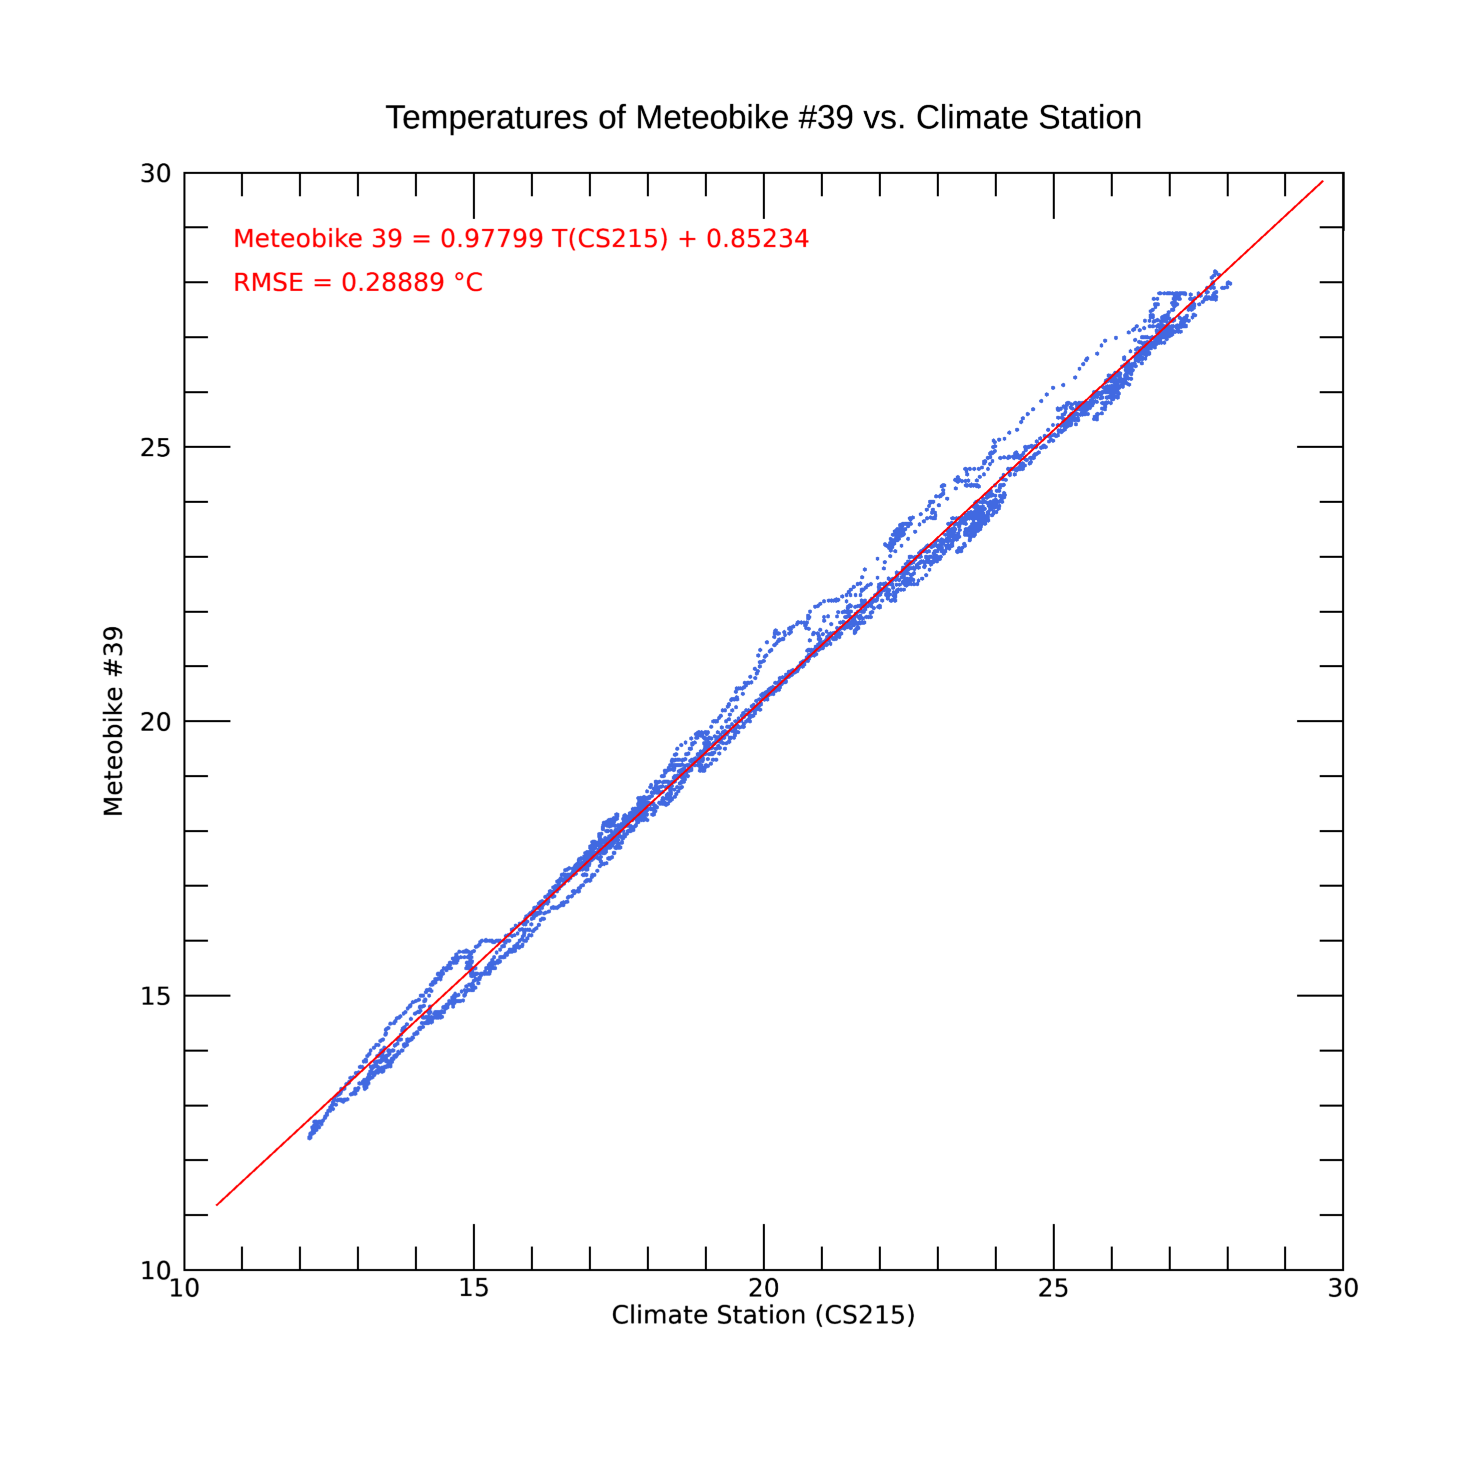 Temperatures of Meteobike #39 vs. Climate Station
30
Meteobike 39 = 0.97799 T(CS215) + 0.85234
RMSE = 0.28889 °C
25
20
Meteobike #39
15
10
10 15 20 25 30
Climate Station (CS215)